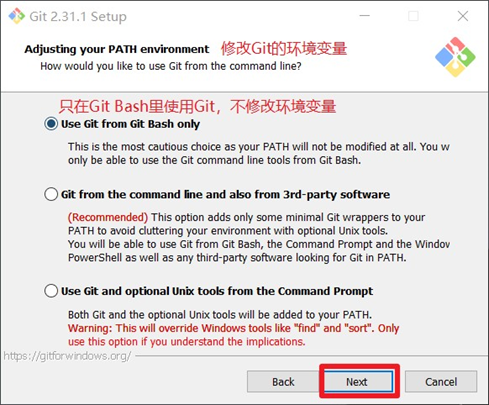 Git 2.31.1 Setup
Adjusting your PATH environment 修改Git的环境变量
How would you like to use Git from the command line?
只在Git Bash里使用Git，不修改环境变量
Use Git from Git Bash only
This is the most cautious choice as your PATH will not be modified at all. You w
only be able to use the Git command line tools from Git Bash.
Git from the command line and also from 3rd-party software
(Recommended) This option adds only some minimal Git wrappers to your
PATH to avoid cluttering your environment with optional Unix tools.
You will be able to use Git from Git Bash, the Command Prompt and the Window
PowerShell as well as any third-party software looking for Git in PATH.
Use Git and optional Unix tools from the Command Prompt
Both Git and the optional Unix tools will be added to your PATH.
Warning: This will override Windows tools like "find" and "sort". Only
use this option if you understand the implications.
https://gitforwindows.org/
Back Next Cancel